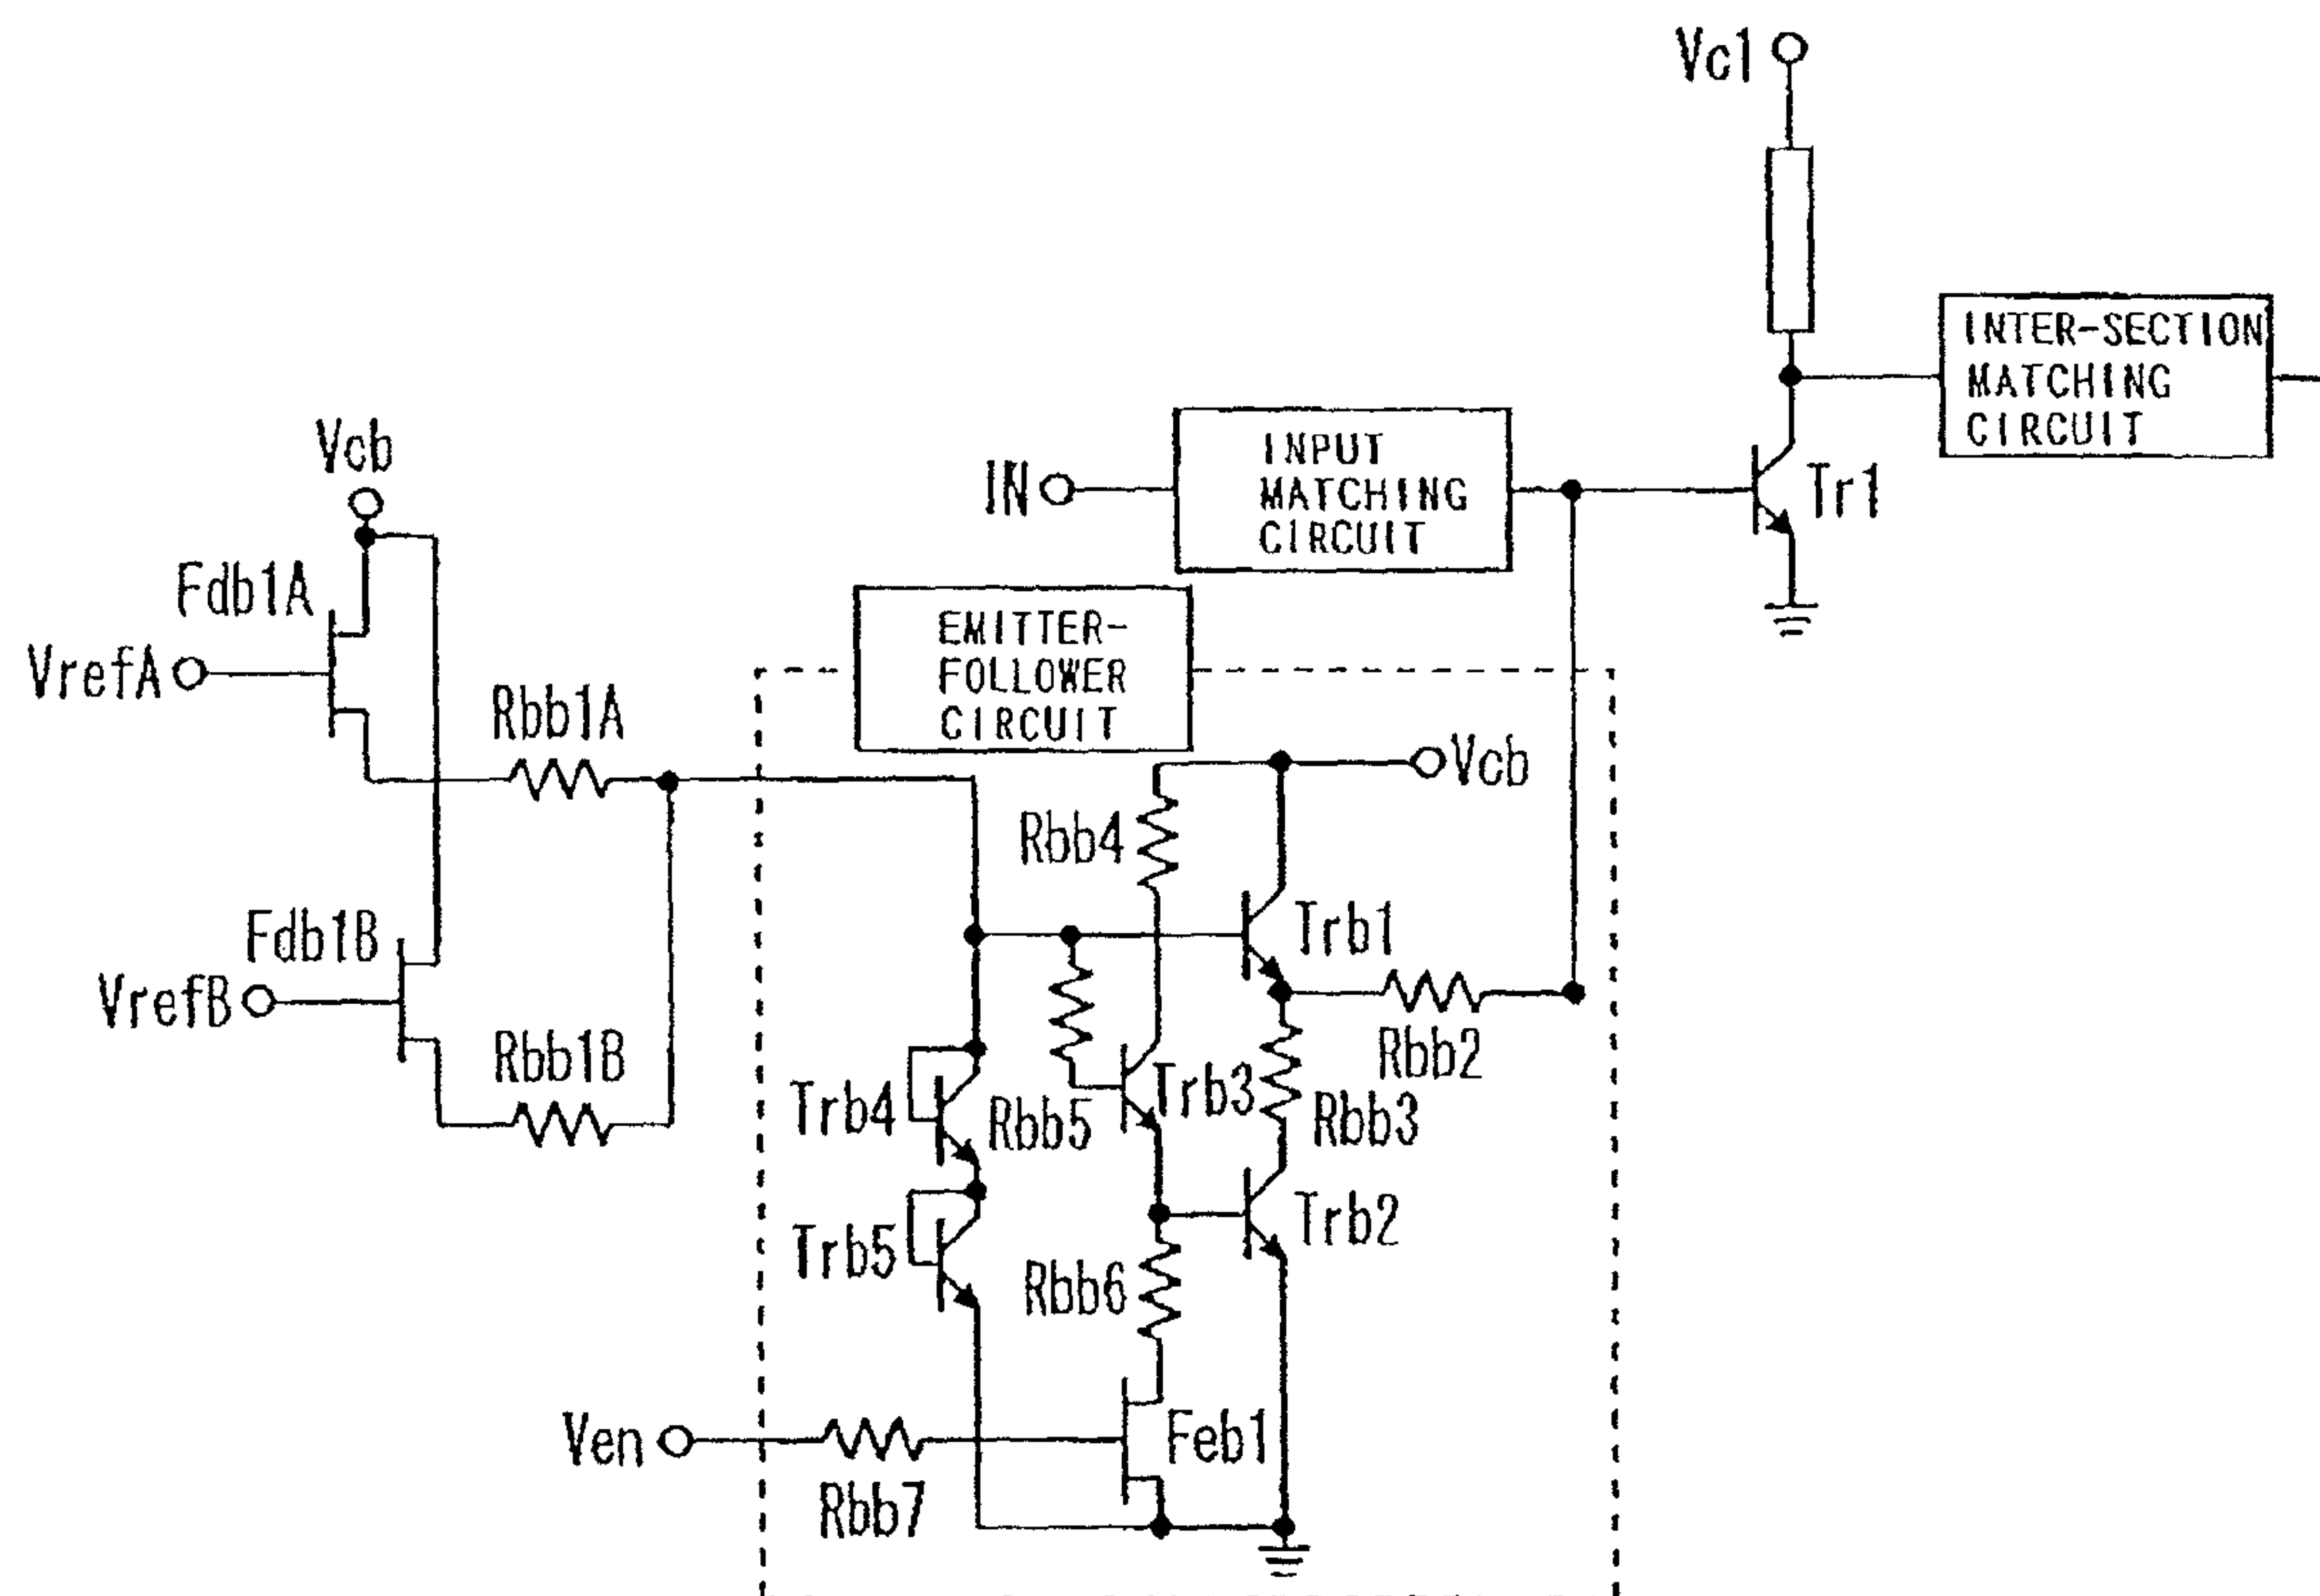 Vc1
INTER-SECTION
MATCHING
CIRCUIT
Vcb
INPUT
MATCHING
CIRCUIT
IN
Tr1
Fdb1A
EMITTER-
FOLLOWER
CIRCUIT
VrefA
Rbb1A
Vcb
Rbb4
Fdb1B
Trb1
VrefB
Rbb1B
Rbb2
Trb4
Rbb5
Trb3
Rbb3
Trb5
Trb2
Rbb6
Ven
Feb1
Rbb7